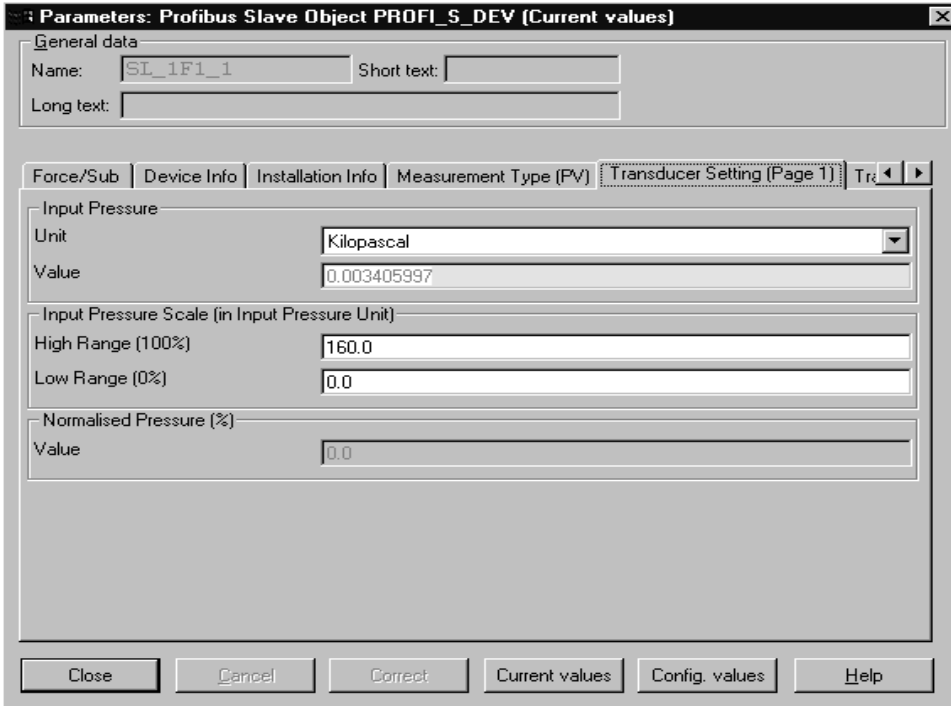 Parameters: Profibus Slave Object PROFI_S_DEV (Current values)
General data
Name: SL_1F1_1 Short text:
Long text:
Force/Sub Device Info Installation Info Measurement Type (PV) Transducer Setting (Page 1)
Input Pressure
Unit Kilopascal
Value 0.003405997
Input Pressure Scale (in Input Pressure Unit)
High Range (100%) 160.0
Low Range (0%) 0.0
Normalised Pressure (%)
Value 0.0
Close Cancel Correct Current values Config. values Help